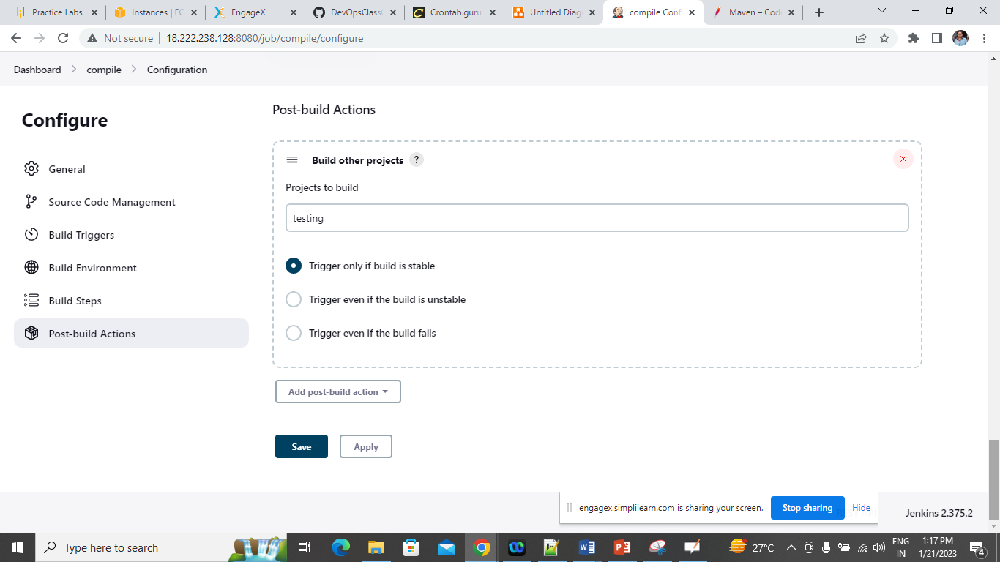 Practice Labs
Instances | EC
EngageX
DevOpsClass
Crontab.guru
Untitled Diag
compile Conf
Maven – Cod
Not secure
18.222.238.128:8080/job/compile/configure
Dashboard
compile
Configuration
Configure
General
Source Code Management
Build Triggers
Build Environment
Build Steps
Post-build Actions
Post-build Actions
Build other projects
?
Projects to build
testing
Trigger only if build is stable
Trigger even if the build is unstable
Trigger even if the build fails
Add post-build action
Save
Apply
engagex.simplilearn.com is sharing your screen.
Stop sharing
Hide
Jenkins 2.375.2
Type here to search
27°C
ENG
IN
1:17 PM
1/21/2023
4